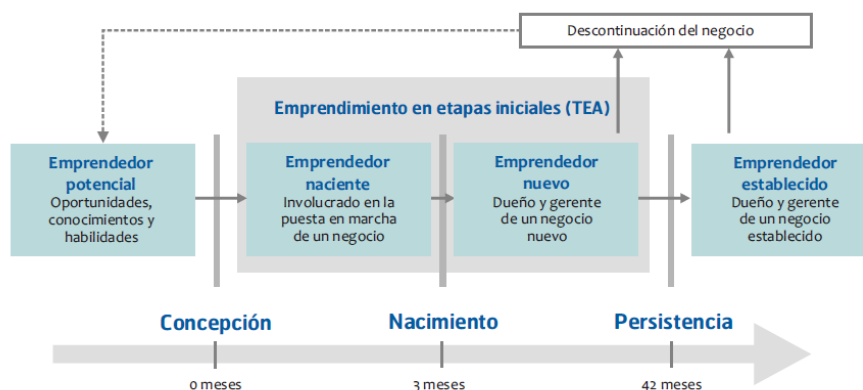 Descontinuación del negocio
Emprendimiento en etapas iniciales (TEA)
Emprendedor
potencial
Oportunidades,
conocimientos y
habilidades
Emprendedor
naciente
Involucrado en la
puesta en marcha
de un negocio
Emprendedor
nuevo
Dueño y gerente
de un negocio
nuevo
Emprendedor
establecido
Dueño y gerente
de un negocio
establecido
Concepción
Nacimiento
Persistencia
0 meses
3 meses
42 meses